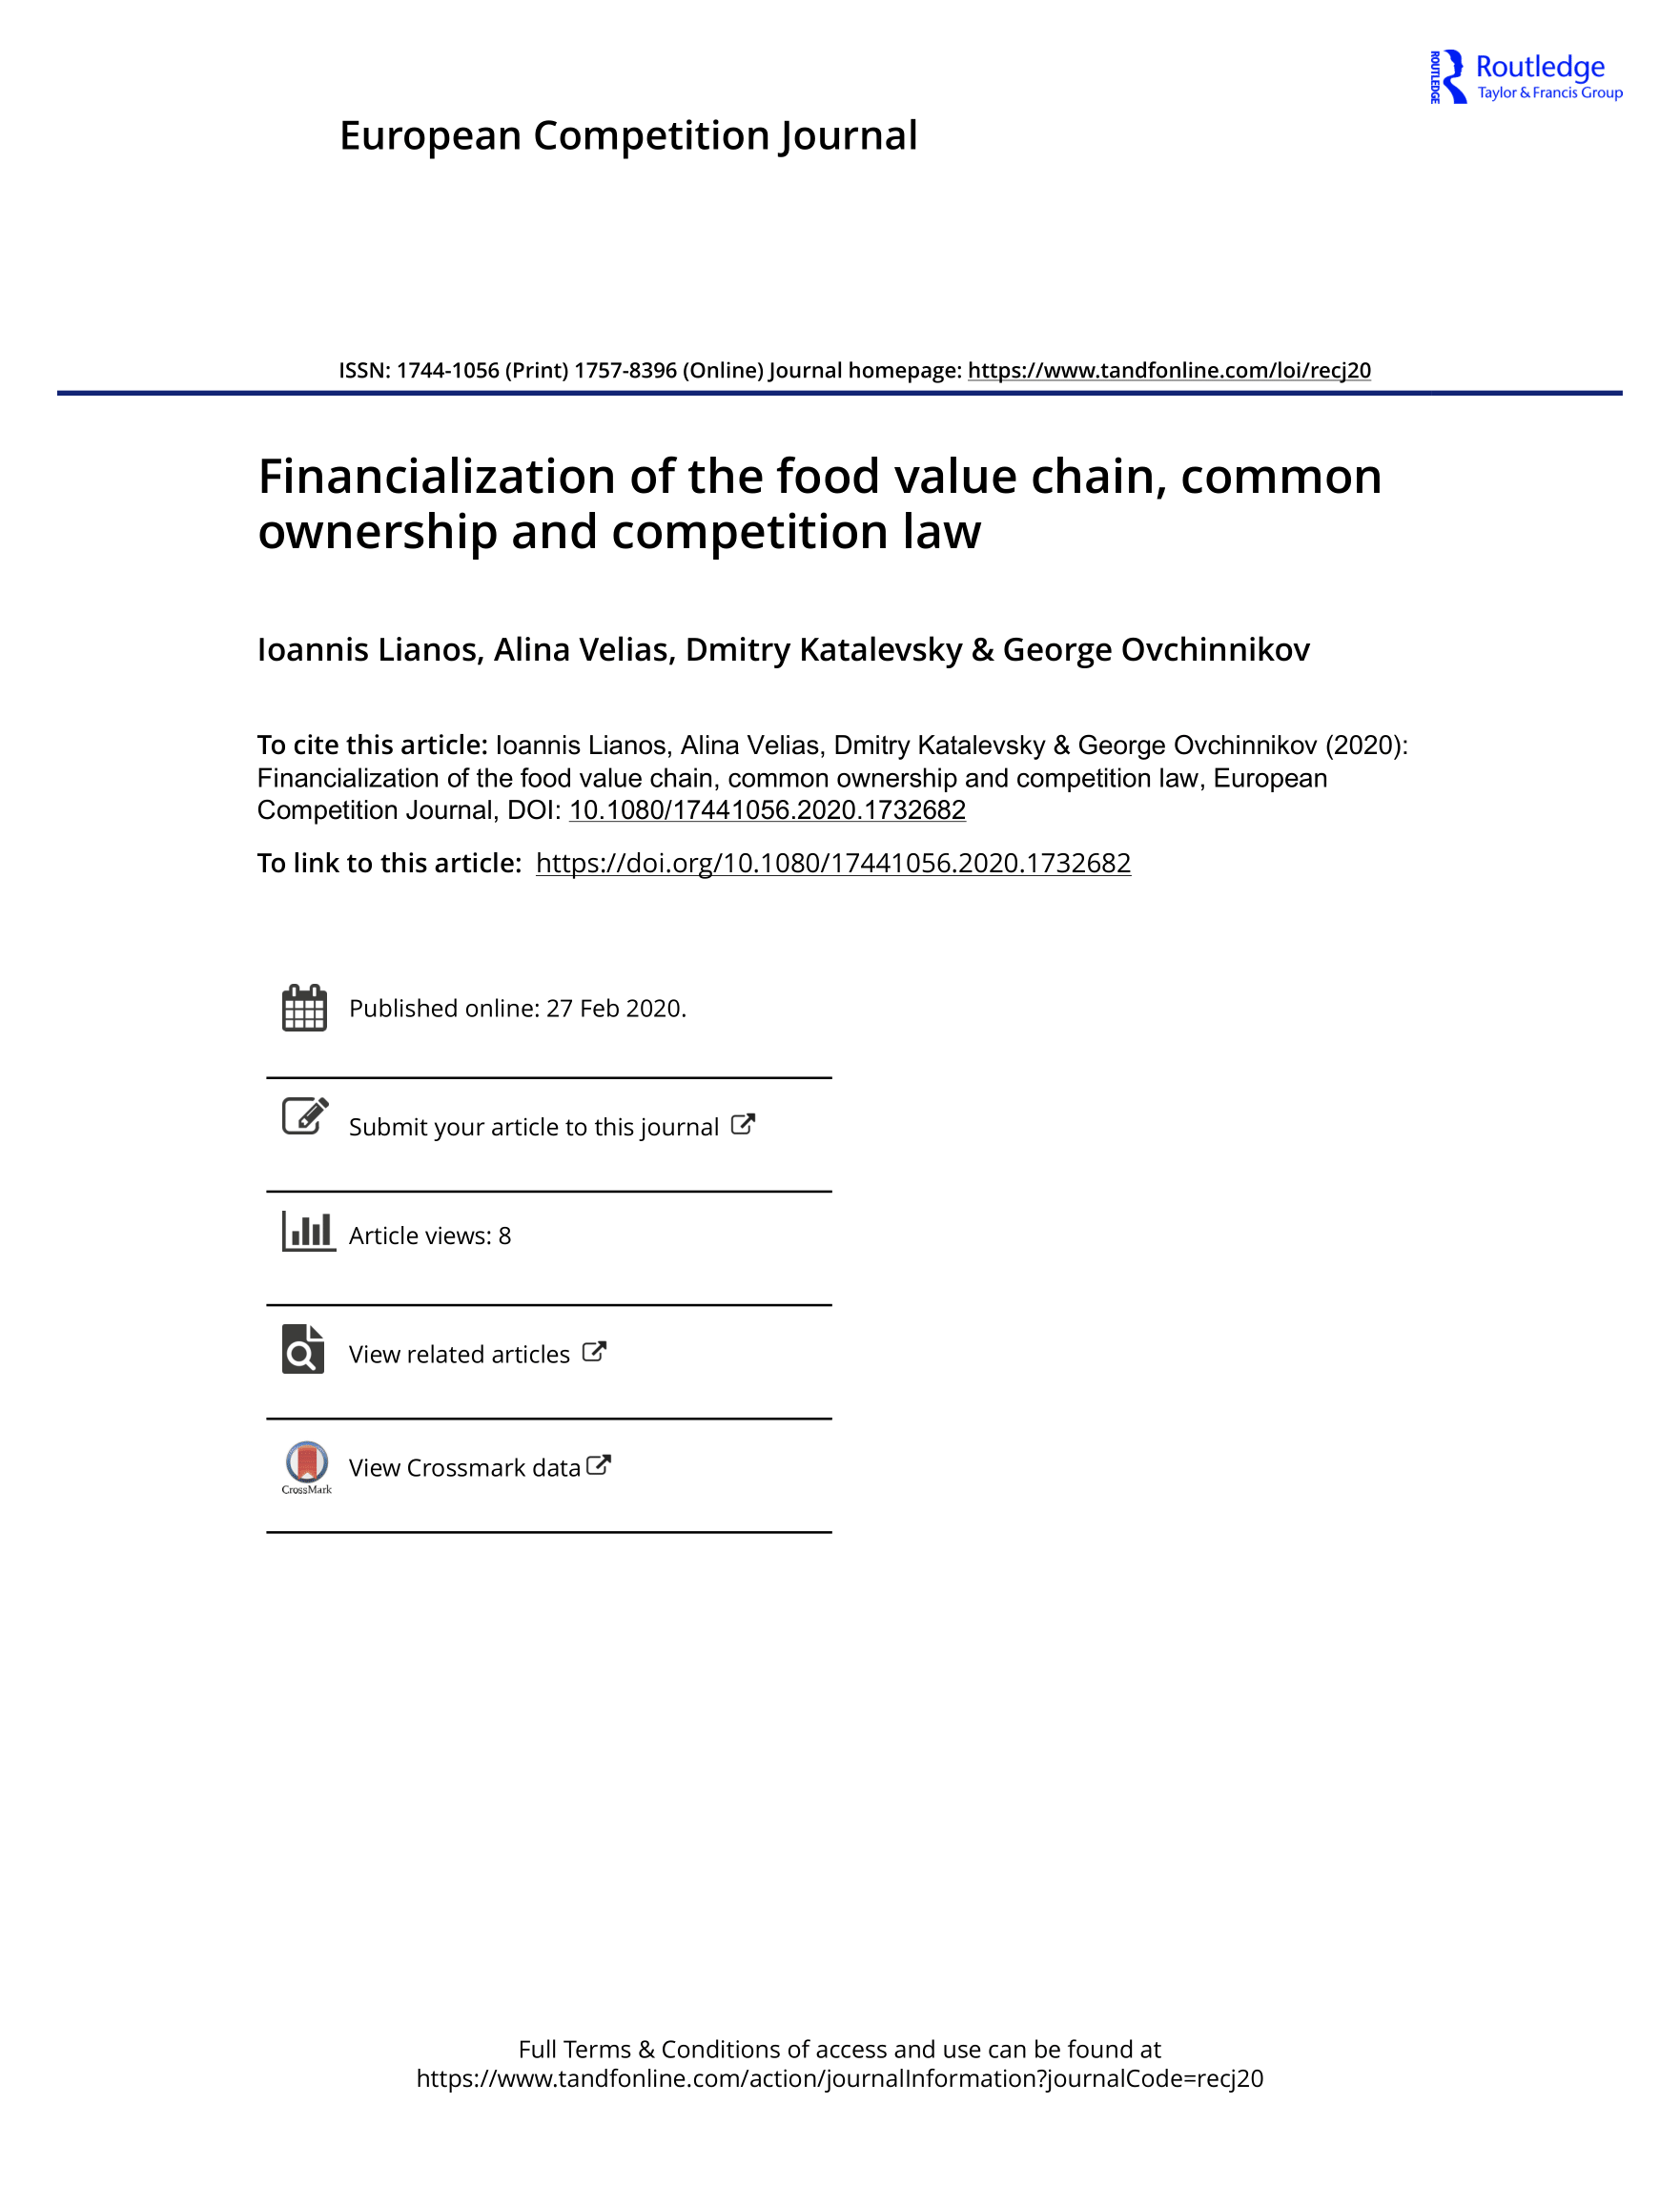 ROUTLEDGE
Routledge
Taylor & Francis Group
European Competition Journal
ISSN: 1744-1056 (Print) 1757-8396 (Online) Journal homepage: https://www.tandfonline.com/loi/recj20
Financialization of the food value chain, common
ownership and competition law
Ioannis Lianos, Alina Velias, Dmitry Katalevsky & George Ovchinnikov
To cite this article: Ioannis Lianos, Alina Velias, Dmitry Katalevsky & George Ovchinnikov (2020):
Financialization of the food value chain, common ownership and competition law, European
Competition Journal, DOI: 10.1080/17441056.2020.1732682
To link to this article: https://doi.org/10.1080/17441056.2020.1732682
Published online: 27 Feb 2020.
Submit your article to this journal
Article views: 8
View related articles
View Crossmark data
CrossMark
Full Terms & Conditions of access and use can be found at
https://www.tandfonline.com/action/journalInformation?journalCode=recj20